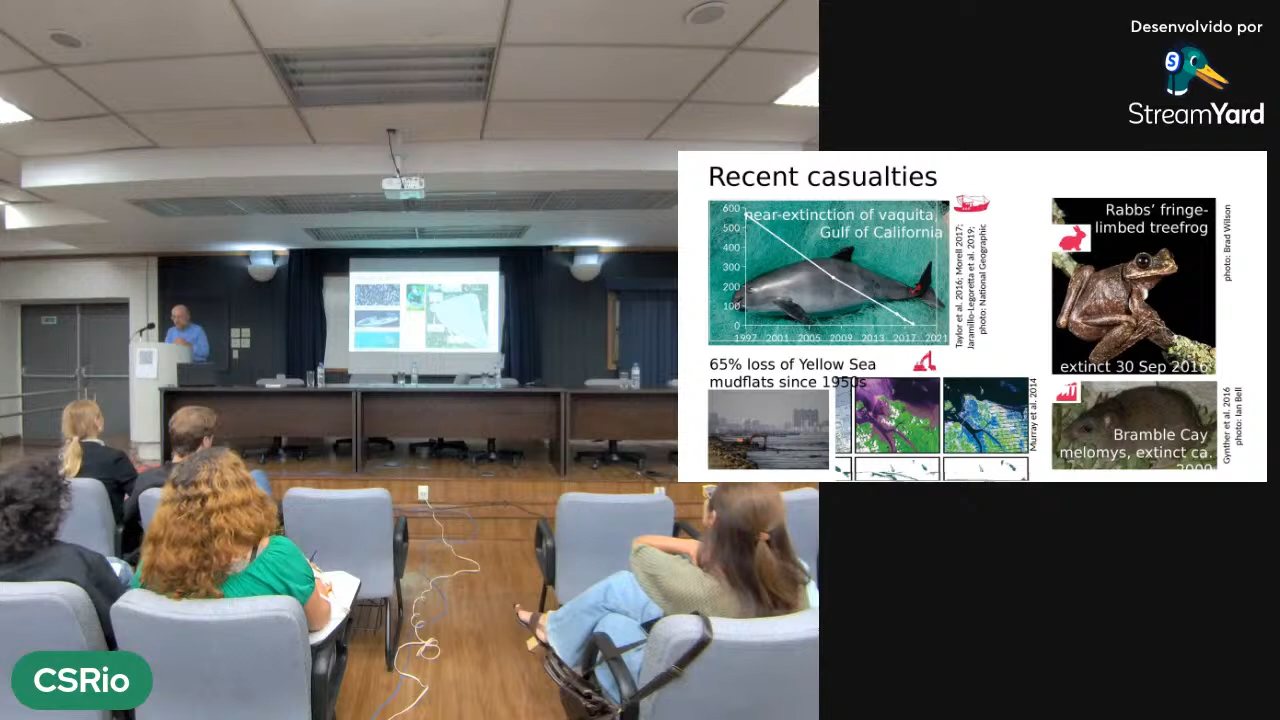 Desenvolvido por
StreamYard
Recent casualties
near-extinction of vaquita,
Gulf of California
600
500
400
300
200
100
0
1997 2001 2005 2009 2013 2017 2021
Taylor et al. 2016; Morell 2017;
Jaramillo-Legoretta et al. 2019;
photo: National Geographic
Rabbs’ fringe-
limbed treefrog
extinct 30 Sep 2016
photo: Brad Wilson
65% loss of Yellow Sea
mudflats since 1950s
Murray et al. 2014
Bramble Cay
melomys, extinct ca.
2009
Gynther et al. 2016
photo: Ian Bell
CSRio